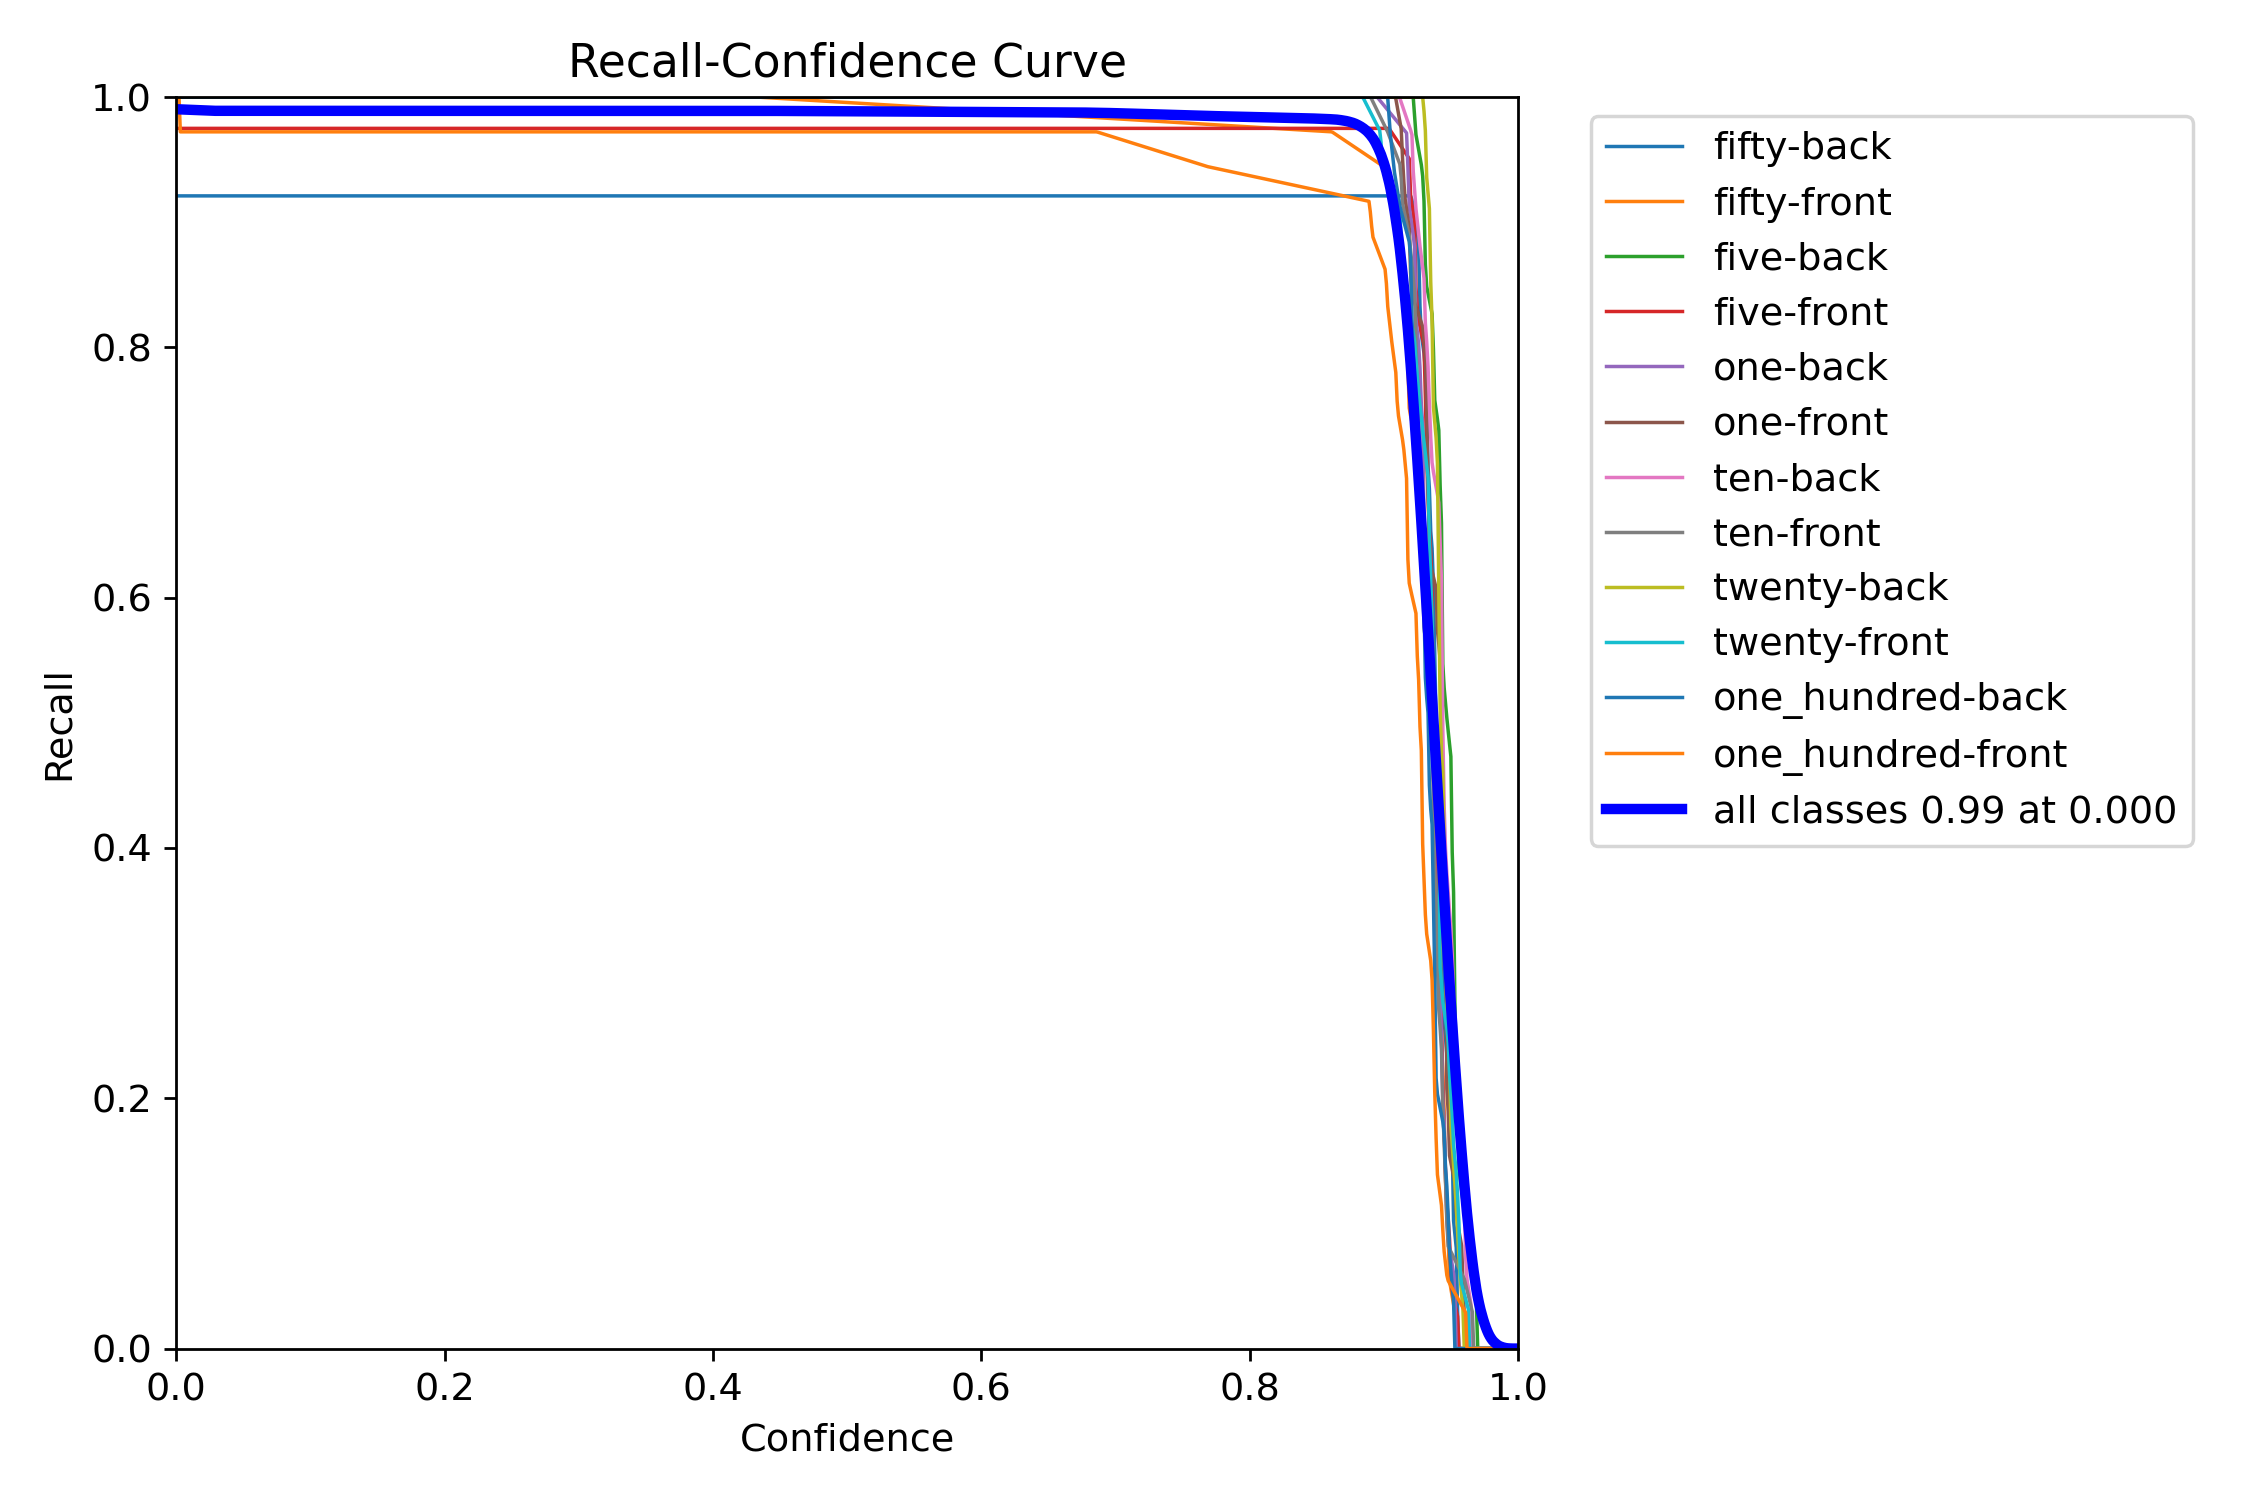 Recall-Confidence Curve
1.0
0.8
0.6
0.4
0.2
0.0
Recall
0.0 0.2 0.4 0.6 0.8 1.0
Confidence
fifty-back
fifty-front
five-back
five-front
one-back
one-front
ten-back
ten-front
twenty-back
twenty-front
one_hundred-back
one_hundred-front
all classes 0.99 at 0.000